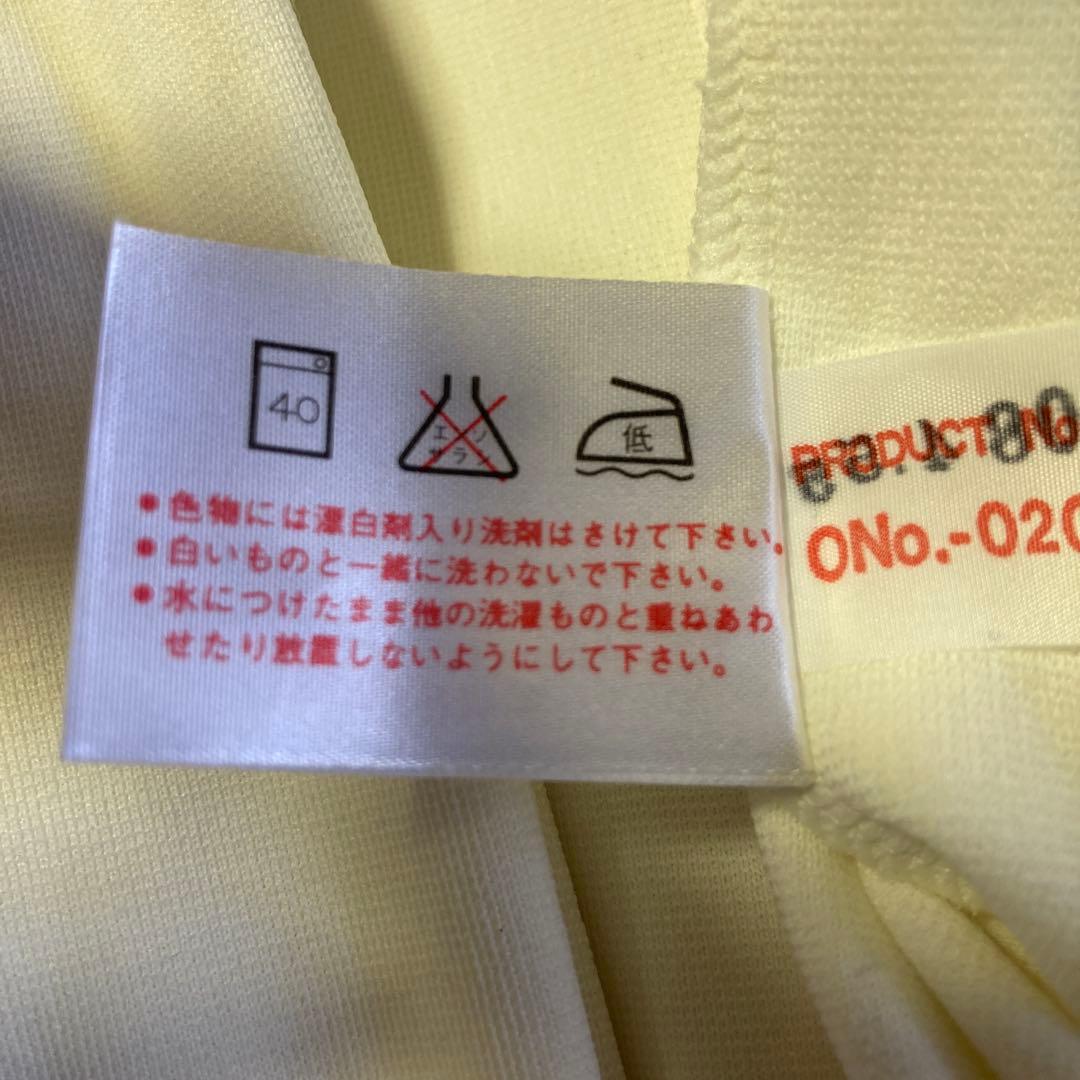 40
エンソ
サラシ
低
● 色物には漂白剤入り洗剤はさけて下さい。
● 白いものと一緒に洗わないで下さい。
● 水につけたまま他の洗濯ものと重ねあわ
せたり放置しないようにして下さい。
PRODUCT No
ONo.-020